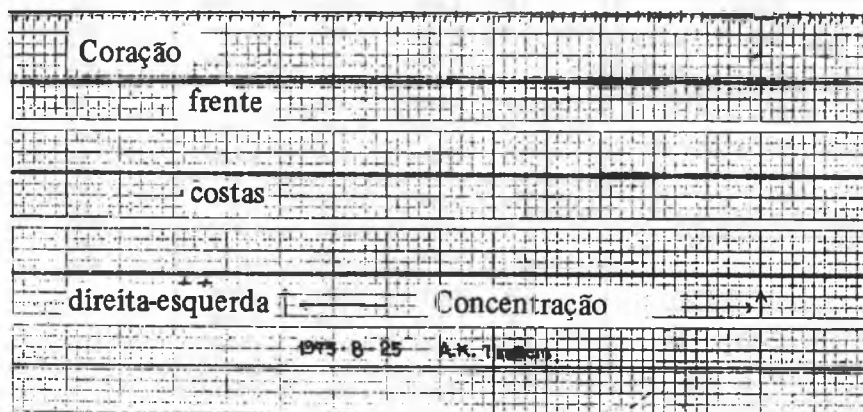 Coração
frente
costas
direita-esquerda Concentração
1975-8-25 A.K.